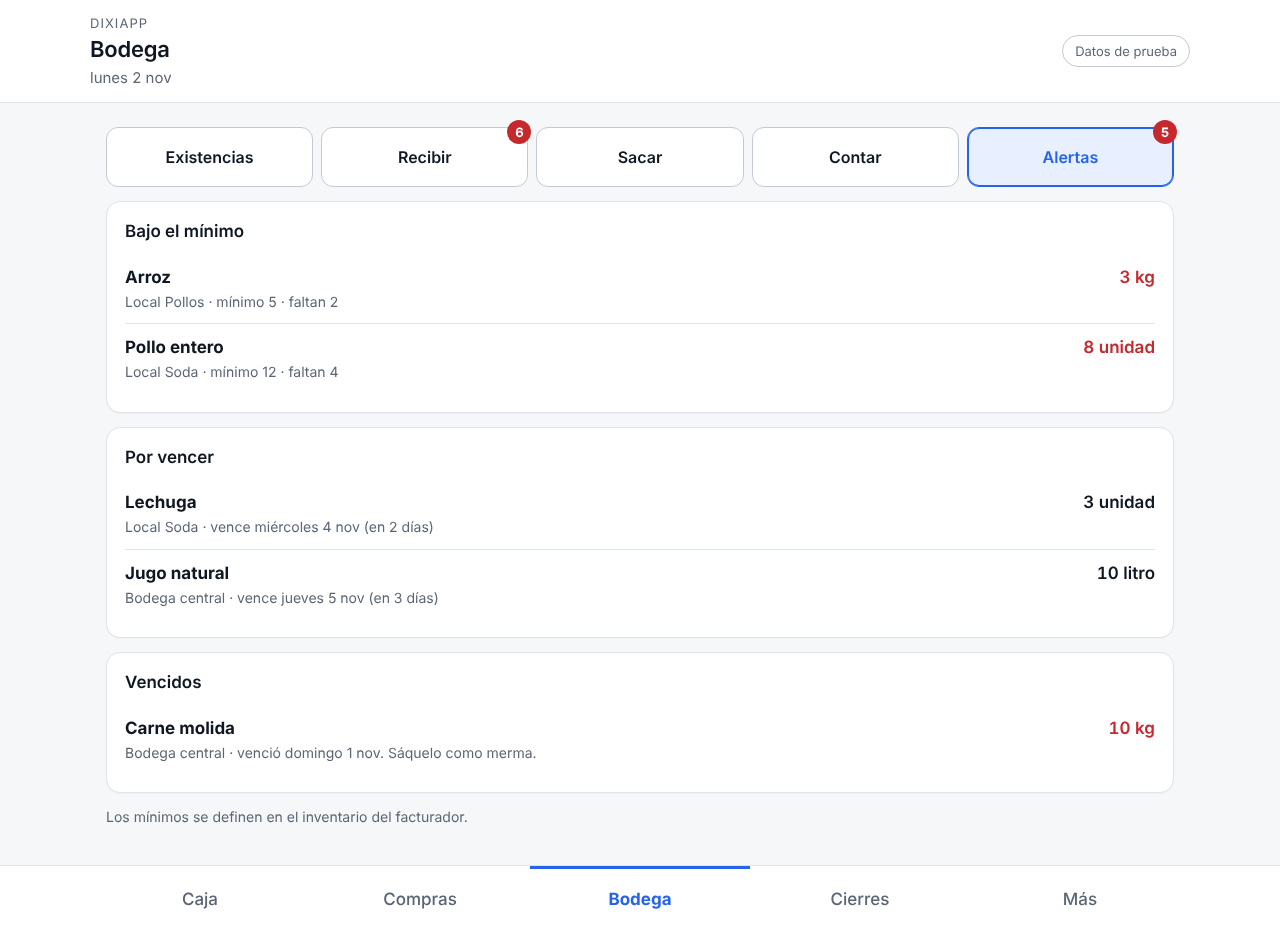 DIXIAPP
Bodega
lunes 2 nov
Datos de prueba
Existencias
Recibir
6
Sacar
Contar
Alertas
5
Bajo el mínimo
Arroz
3 kg
Local Pollos · mínimo 5 · faltan 2
Pollo entero
8 unidad
Local Soda · mínimo 12 · faltan 4
Por vencer
Lechuga
3 unidad
Local Soda · vence miércoles 4 nov (en 2 días)
Jugo natural
10 litro
Bodega central · vence jueves 5 nov (en 3 días)
Vencidos
Carne molida
10 kg
Bodega central · venció domingo 1 nov. Sáquelo como merma.
Los mínimos se definen en el inventario del facturador.
Caja
Compras
Bodega
Cierres
Más